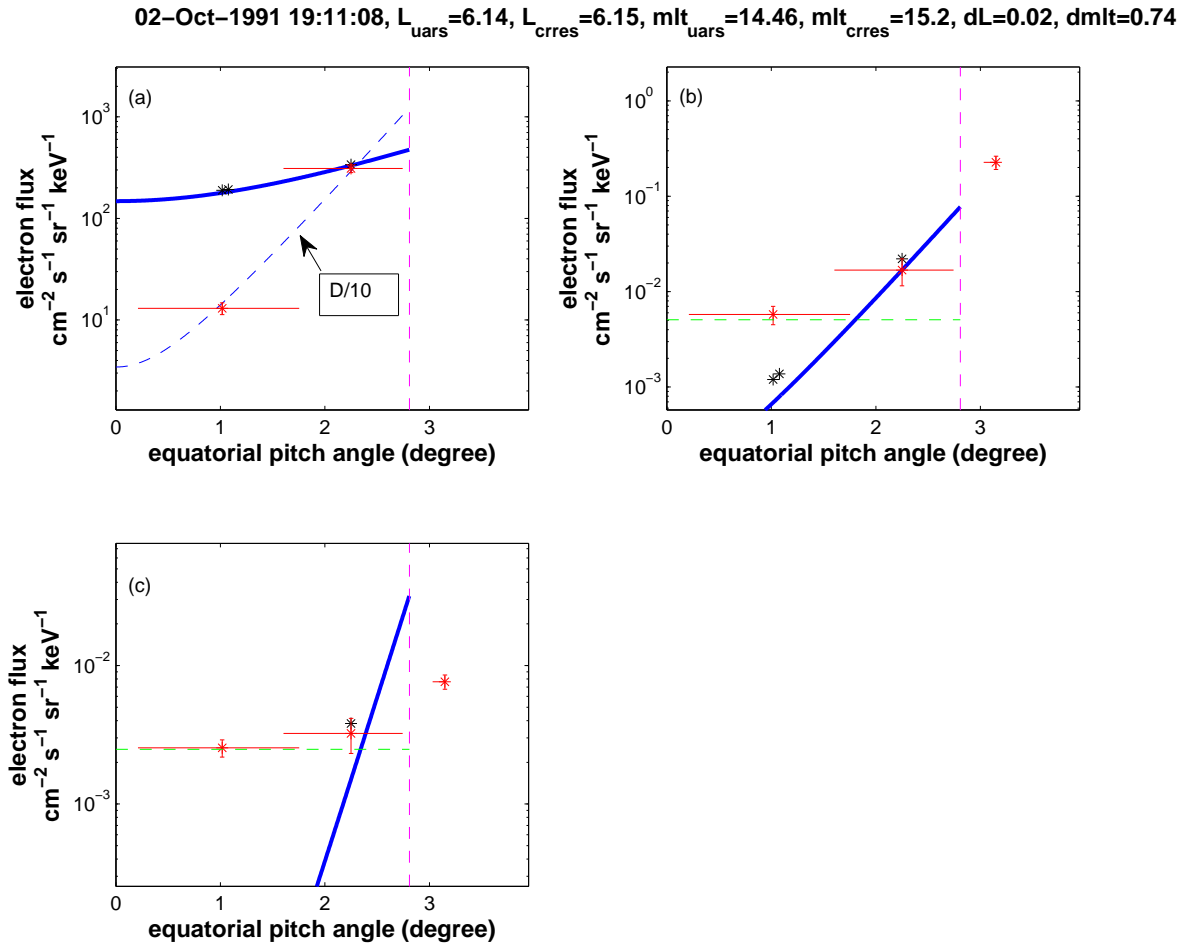 02−Oct−1991 19:11:08, L_uars=6.14, L_crres=6.15, mlt_uars=14.46, mlt_crres=15.2, dL=0.02, dmlt=0.74
(a)
10^3
10^2
10^1
D/10
0 1 2 3
equatorial pitch angle (degree)
electron flux
cm^−2 s^−1 sr^−1 keV^−1
(b)
10^0
10^−1
10^−2
10^−3
0 1 2 3
equatorial pitch angle (degree)
electron flux
cm^−2 s^−1 sr^−1 keV^−1
(c)
10^−2
10^−3
0 1 2 3
equatorial pitch angle (degree)
electron flux
cm^−2 s^−1 sr^−1 keV^−1